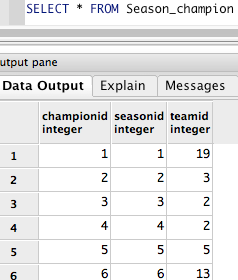 SELECT * FROM Season_champion
utput pane
Data Output Explain Messages
championid seasonid teamid
integer integer integer
1 1 1 19
2 2 2 3
3 3 3 2
4 4 4 2
5 5 5 5
6 6 6 13